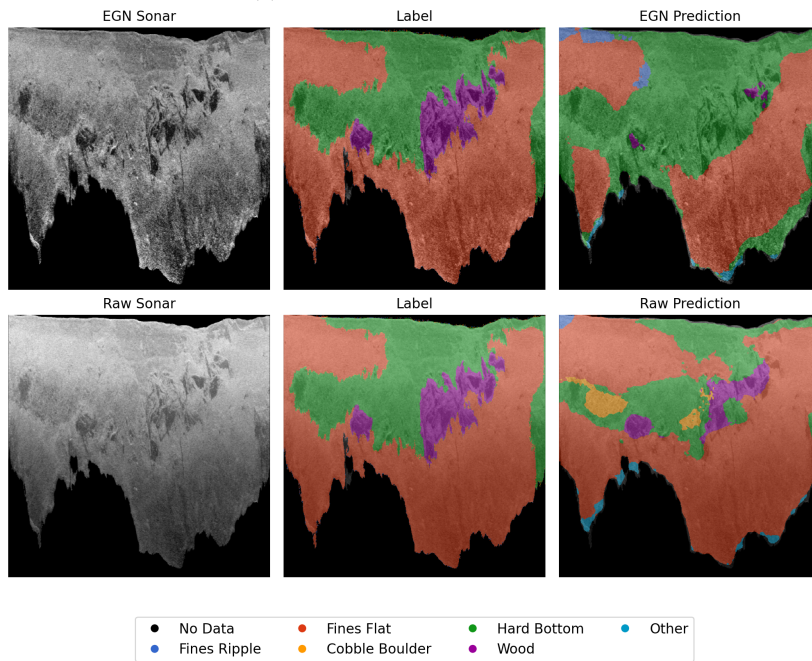 EGN Sonar Label EGN Prediction
Raw Sonar Label Raw Prediction
No Data Fines Flat Hard Bottom Other
Fines Ripple Cobble Boulder Wood